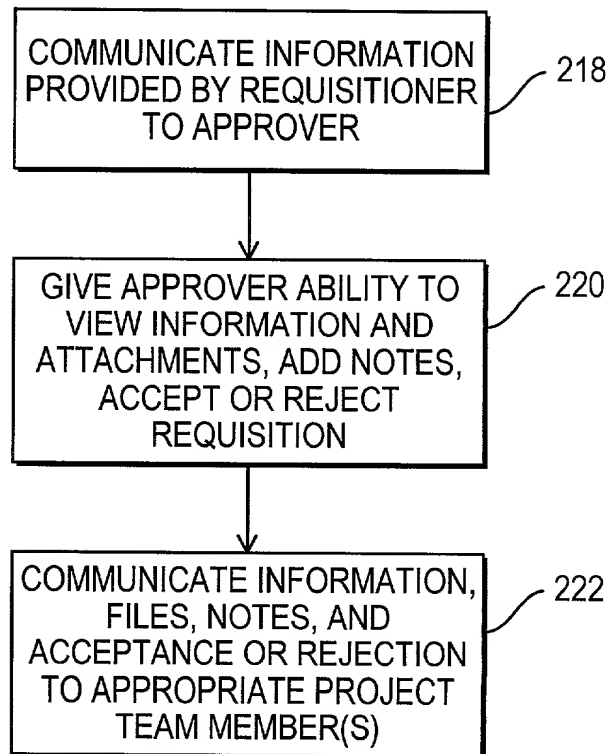 COMMUNICATE INFORMATION
PROVIDED BY REQUISITIONER
TO APPROVER
218
GIVE APPROVER ABILITY TO
VIEW INFORMATION AND
ATTACHMENTS, ADD NOTES,
ACCEPT OR REJECT
REQUISITION
220
COMMUNICATE INFORMATION,
FILES, NOTES, AND
ACCEPTANCE OR REJECTION
TO APPROPRIATE PROJECT
TEAM MEMBER(S)
222